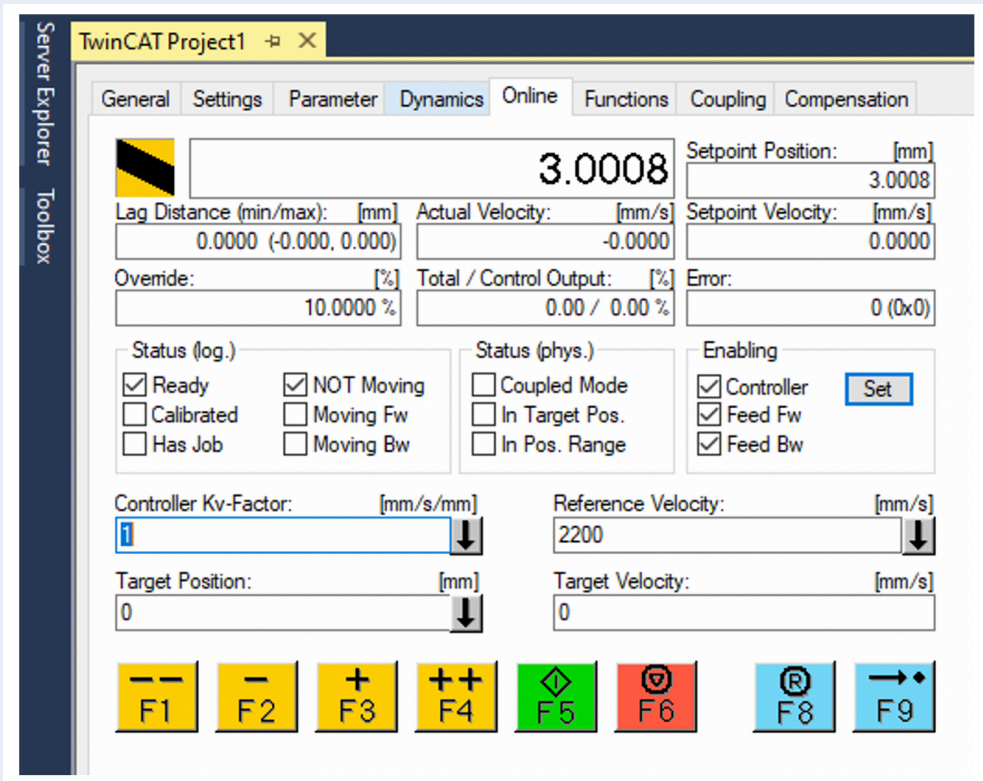 Server Explorer
Toolbox
TwinCAT Project1
General Settings Parameter Dynamics Online Functions Coupling Compensation
3.0008
Setpoint Position: [mm]
3.0008
Lag Distance (min/max): [mm] Actual Velocity: [mm/s] Setpoint Velocity: [mm/s]
0.0000 (-0.000, 0.000) -0.0000 0.0000
Override: [%] Total / Control Output: [%] Error:
10.0000 % 0.00 / 0.00 % 0 (0x0)
Status (log.) Status (phys.) Enabling
Ready NOT Moving Coupled Mode Controller Set
Calibrated Moving Fw In Target Pos. Feed Fw
Has Job Moving Bw In Pos. Range Feed Bw
Controller Kv-Factor: [mm/s/mm] Reference Velocity: [mm/s]
1 2200
Target Position: [mm] Target Velocity: [mm/s]
0 0
-- - + ++ R
F1 F2 F3 F4 F5 F6 F8 F9